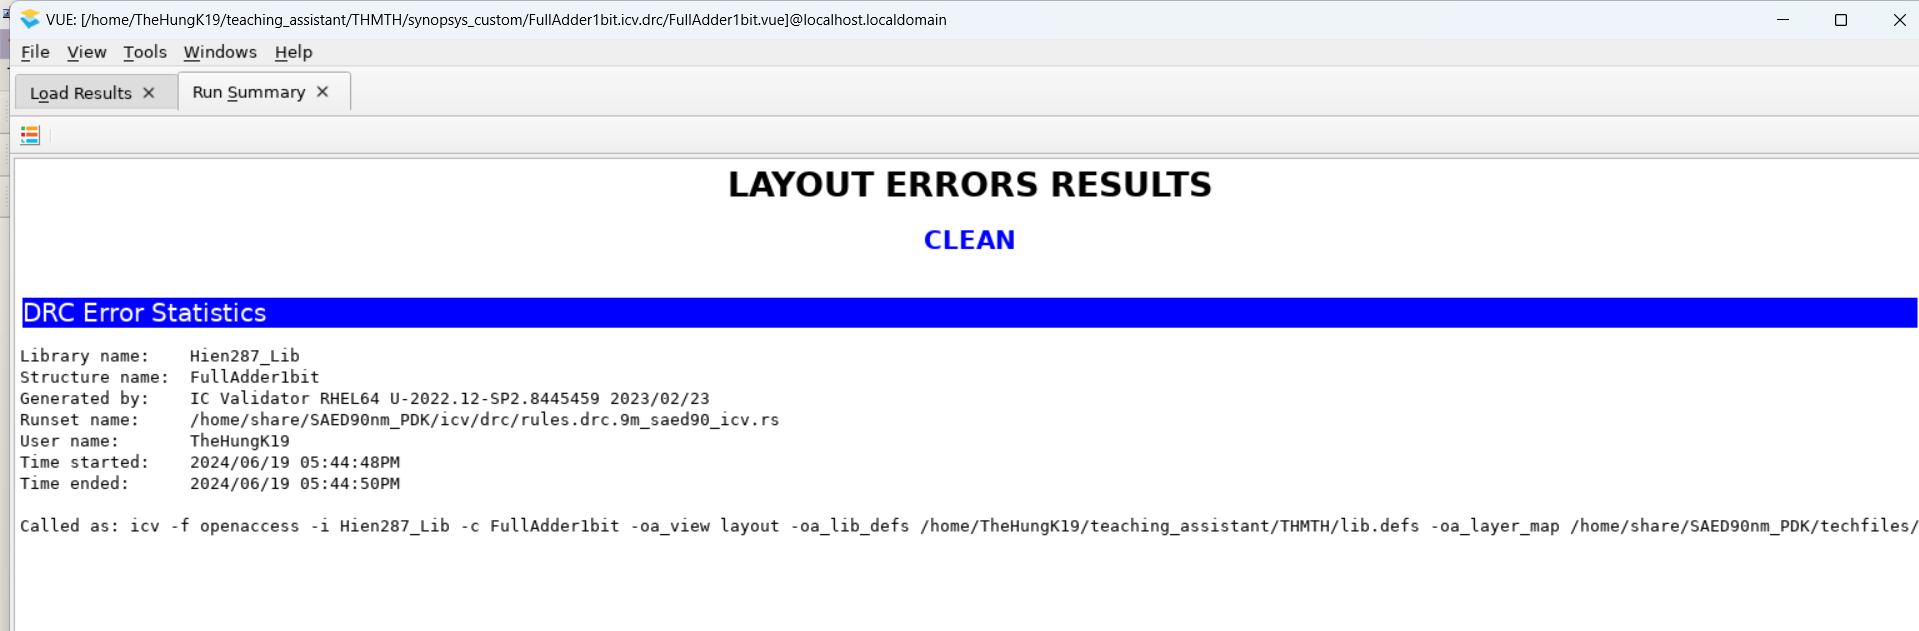 VUE: [/home/TheHungK19/teaching_assistant/THMTH/synopsys_custom/FullAdder1bit.icv.drc/FullAdder1bit.vue]@localhost.localdomain
File View Tools Windows Help
Load Results Run Summary
LAYOUT ERRORS RESULTS
CLEAN
DRC Error Statistics
Library name: Hien287_Lib
Structure name: FullAdder1bit
Generated by: IC Validator RHEL64 U-2022.12-SP2.8445459 2023/02/23
Runset name: /home/share/SAED90nm_PDK/icv/drc/rules.drc.9m_saed90_icv.rs
User name: TheHungK19
Time started: 2024/06/19 05:44:48PM
Time ended: 2024/06/19 05:44:50PM
Called as: icv -f openaccess -i Hien287_Lib -c FullAdder1bit -oa_view layout -oa_lib_defs /home/TheHungK19/teaching_assistant/THMTH/lib.defs -oa_layer_map /home/share/SAED90nm_PDK/techfiles/